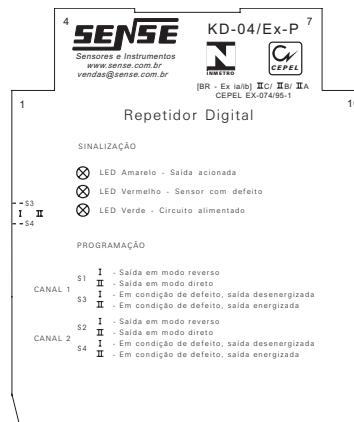 4
7
SENSE
KD-04/Ex-P
Sensores e Instrumentos
www.sense.com.br
vendas@sense.com.br
INMETRO
CEPEL
[BR - Ex ia/ib] IIC/ IIB/ IIA
CEPEL EX-074/95-1
1
10
Repetidor Digital
SINALIZAÇÃO
LED Amarelo - Saída acionada
LED Vermelho - Sensor com defeito
LED Verde - Circuito alimentado
S3
I II
S4
PROGRAMAÇÃO
CANAL 1
S1 I - Saída em modo reverso
II - Saída em modo direto
S3 I - Em condição de defeito, saída desenergizada
II - Em condição de defeito, saída energizada
CANAL 2
S2 I - Saída em modo reverso
II - Saída em modo direto
S4 I - Em condição de defeito, saída desenergizada
II - Em condição de defeito, saída energizada